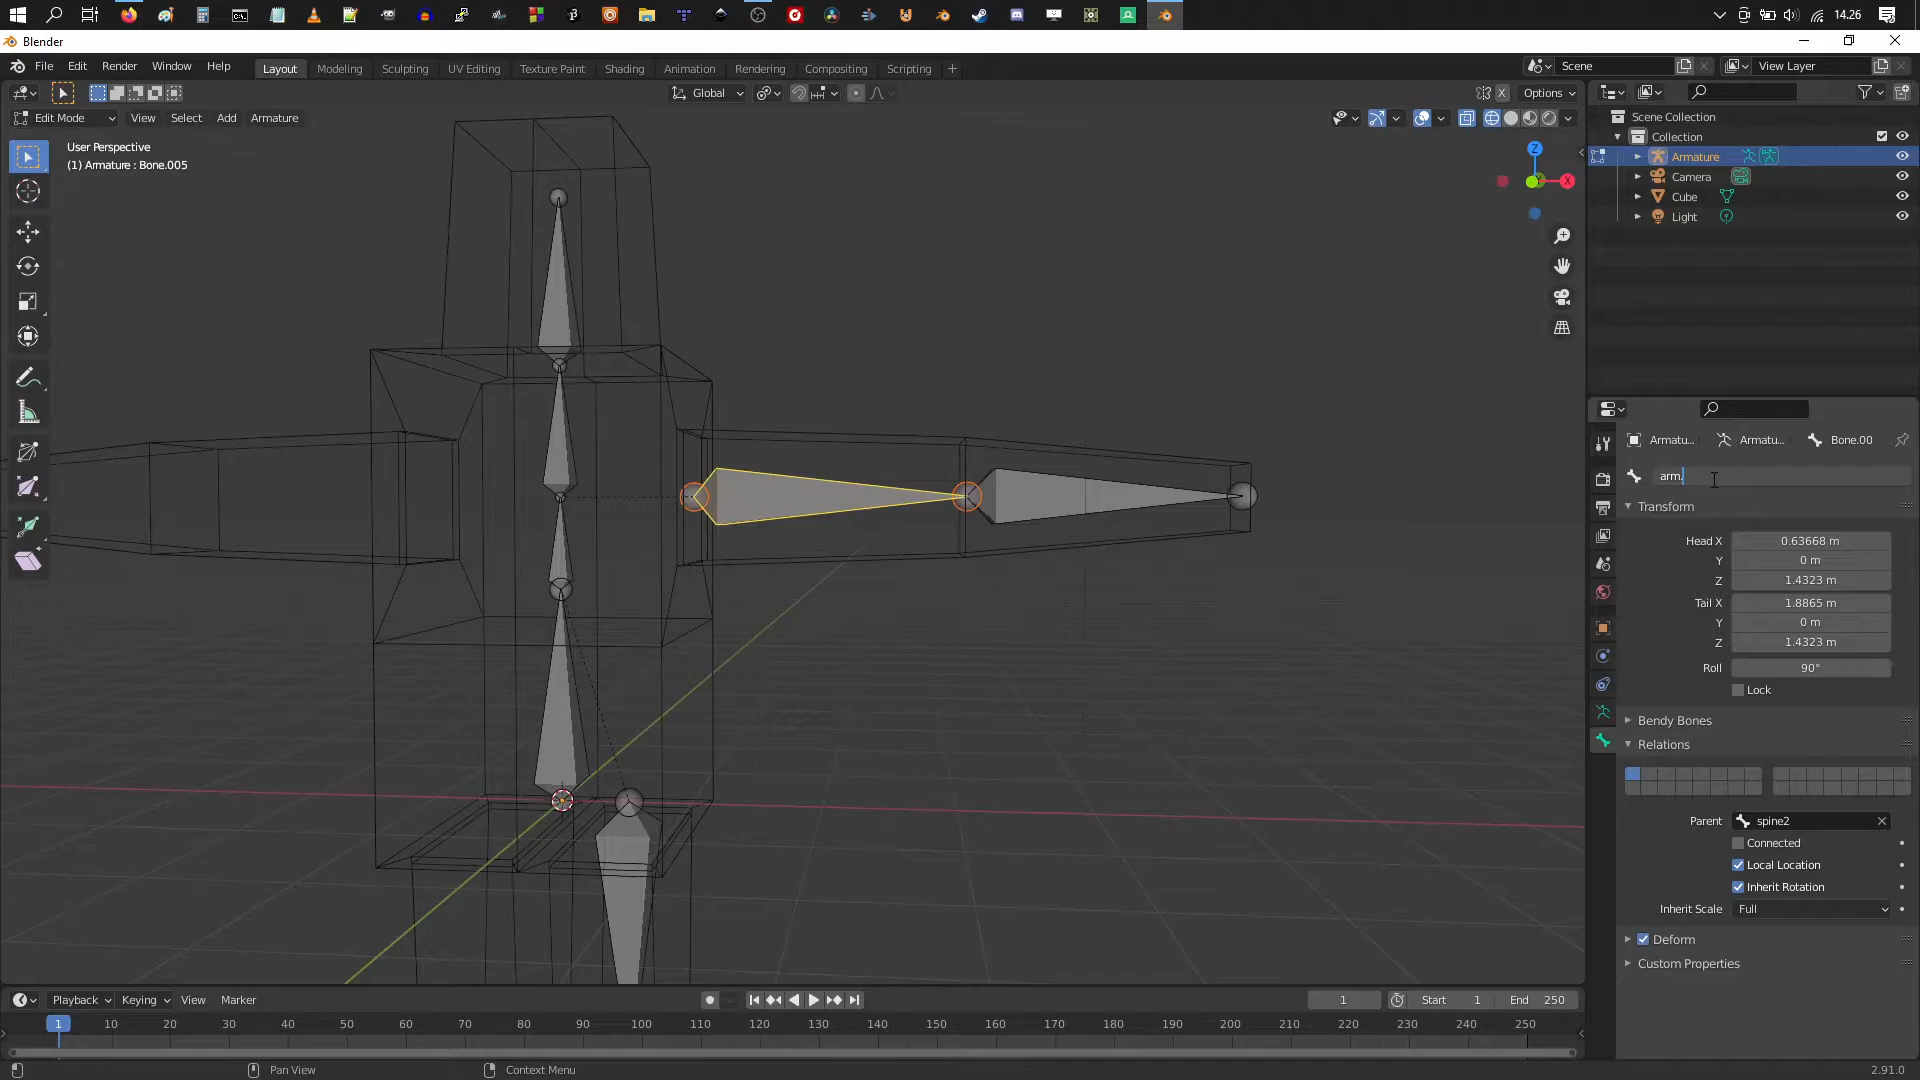 14.26
Blender
File Edit Render Window Help Layout Modeling Sculpting UV Editing Texture Paint Shading Animation Rendering Compositing Scripting + Scene View Layer
Global X Options
Edit Mode View Select Add Armature
User Perspective
(1) Armature : Bone.005
Z
X
Scene Collection
Collection
Armature
Camera
Cube
Light
Armatu... Armatu... Bone.00
arm.
Transform
Head X 0.63668 m
Y 0 m
Z 1.4323 m
Tail X 1.8865 m
Y 0 m
Z 1.4323 m
Roll 90°
Lock
Bendy Bones
Relations
Parent spine2
Connected
Local Location
Inherit Rotation
Inherit Scale Full
Deform
Custom Properties
Playback Keying View Marker 1 Start 1 End 250
1 10 20 30 40 50 60 70 80 90 100 110 120 130 140 150 160 170 180 190 200 210 220 230 240 250
Pan View Context Menu 2.91.0